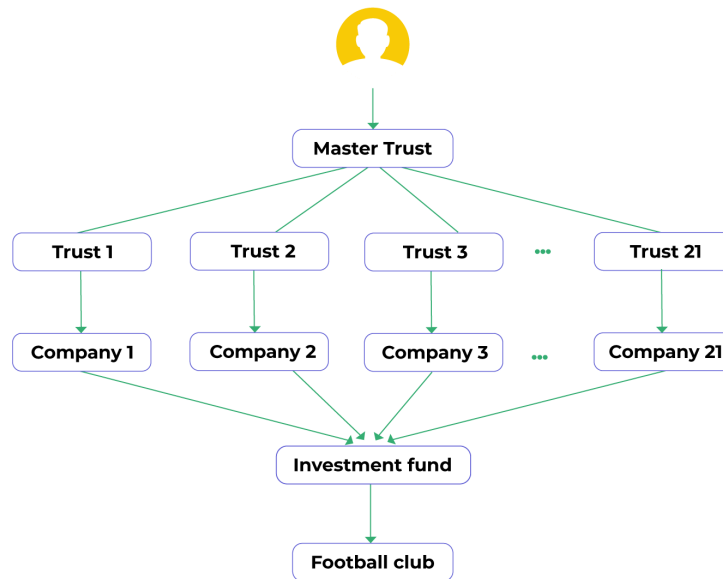 Master Trust
Trust 1
Trust 2
Trust 3
...
Trust 21
Company 1
Company 2
Company 3
...
Company 21
Investment fund
Football club